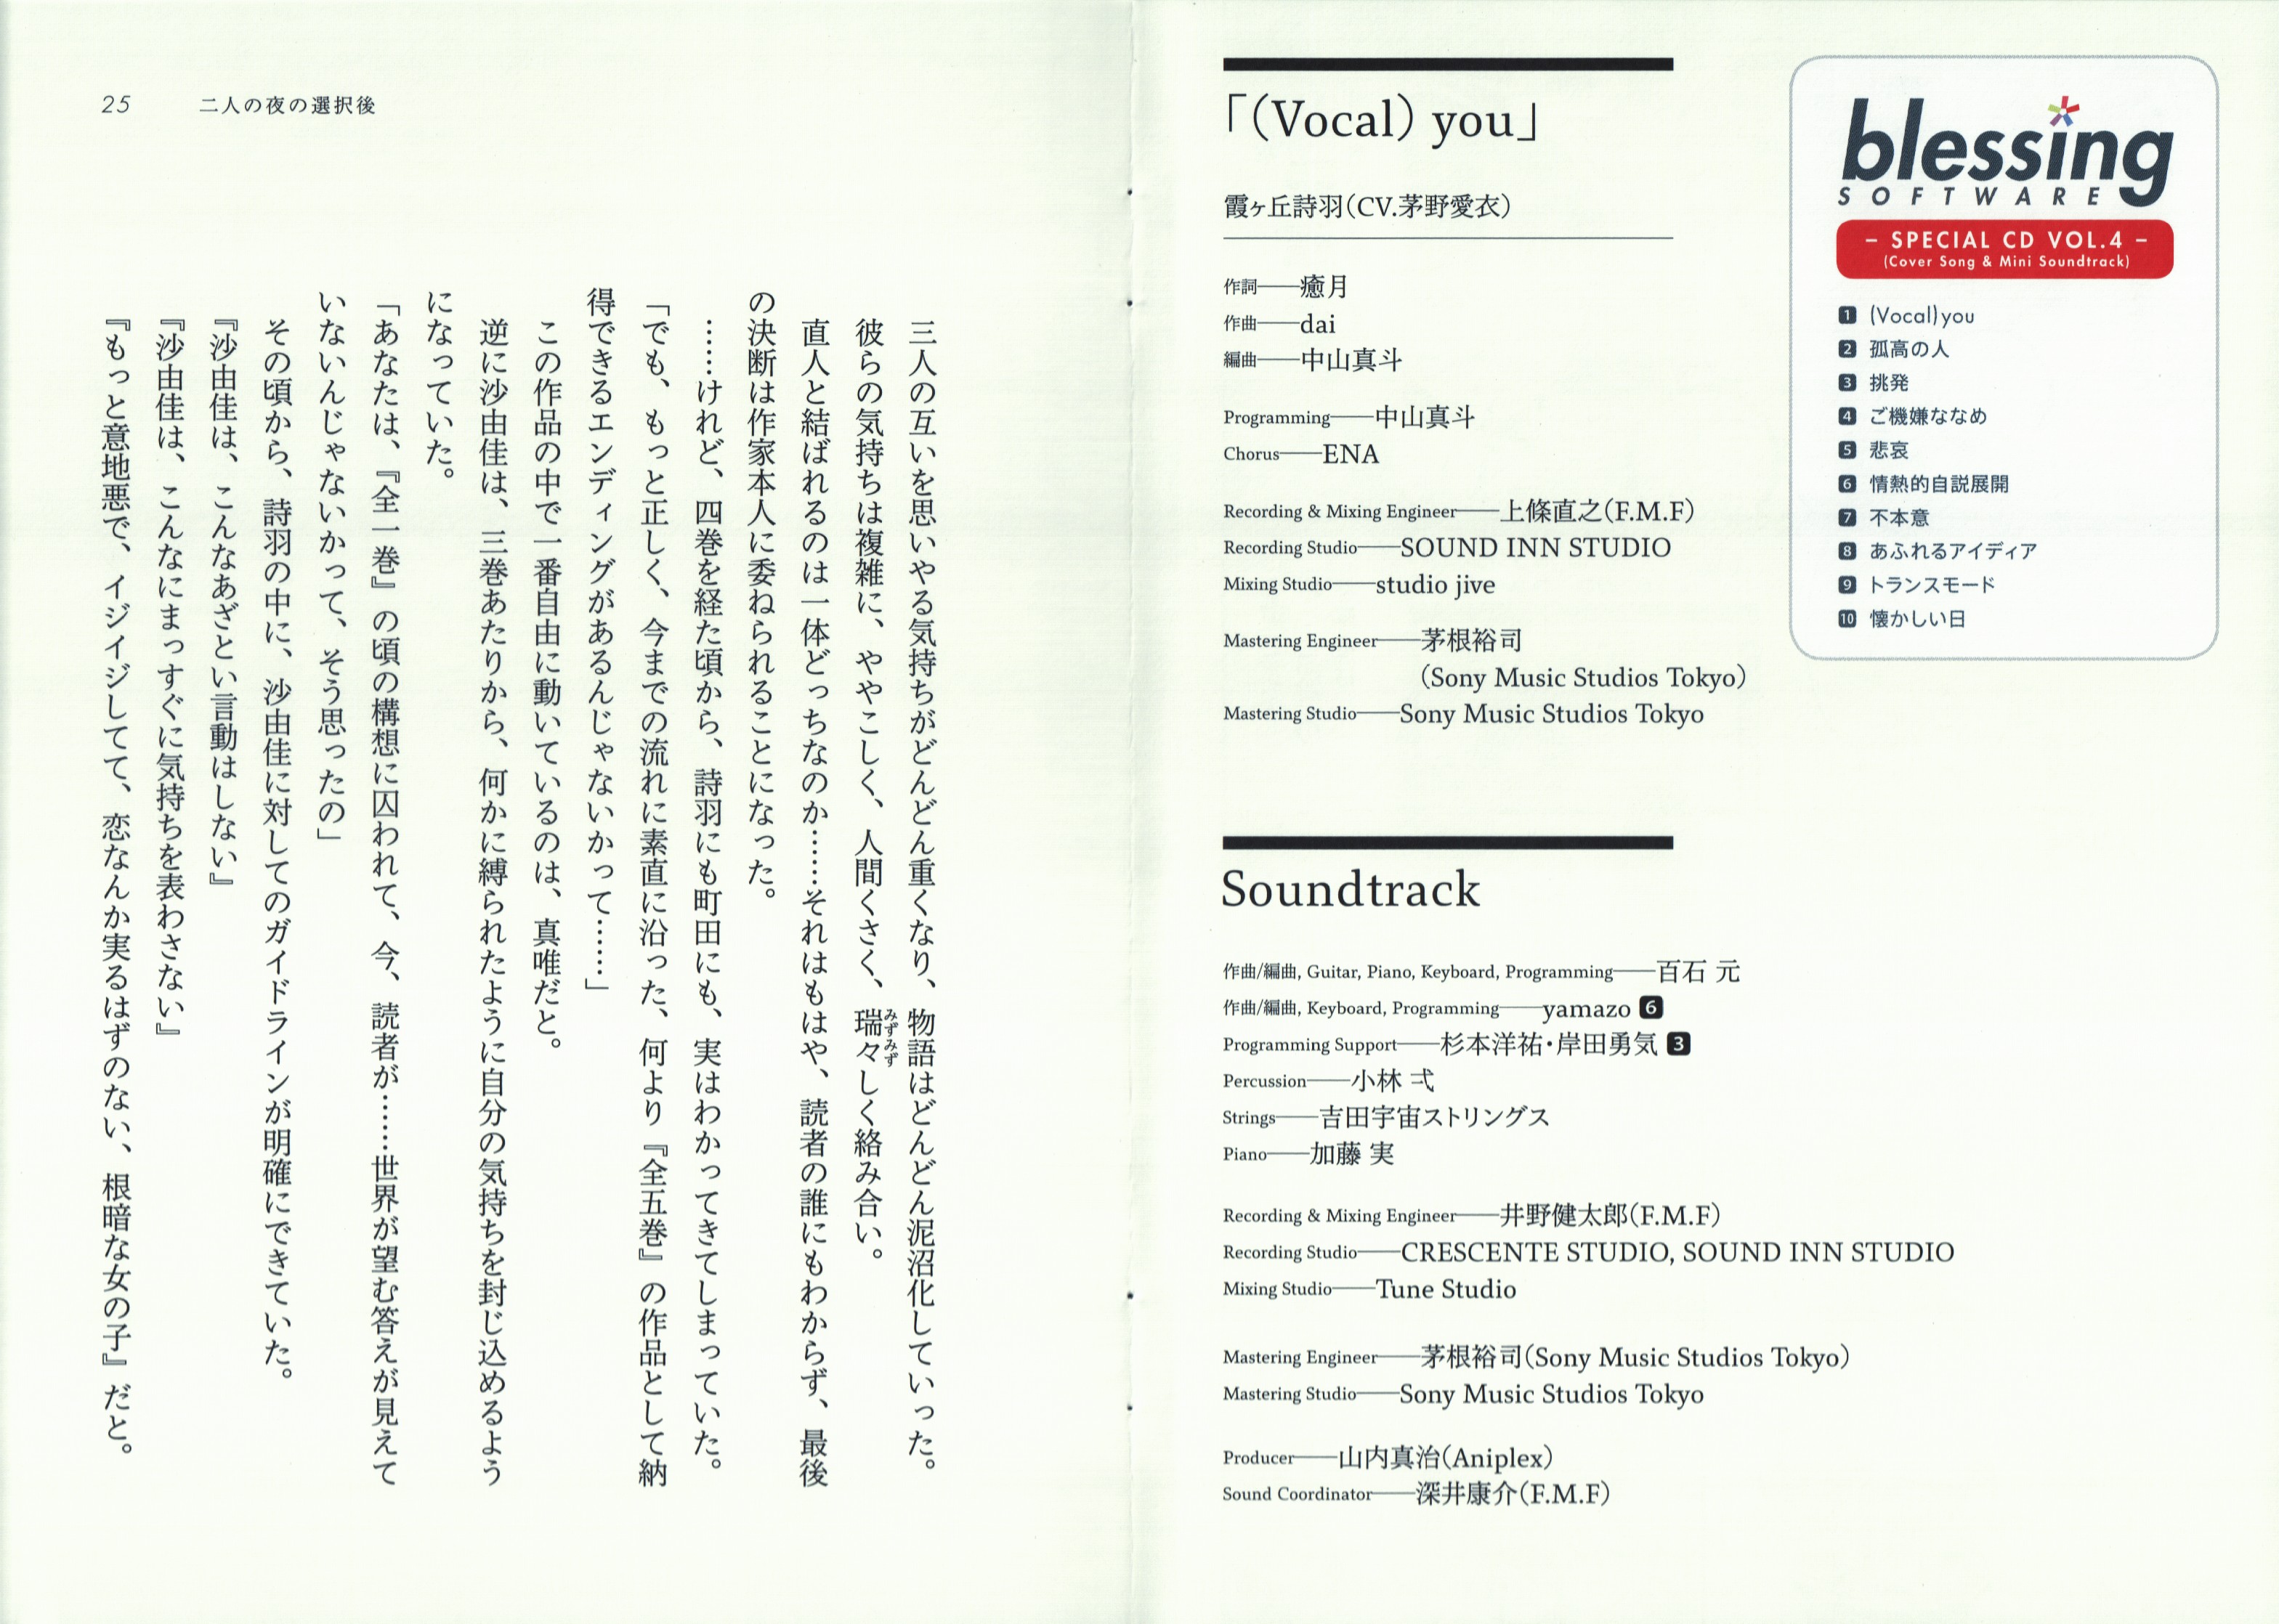 「(Vocal) you」
霞ヶ丘詩羽(CV.茅野愛衣)
作詞──癒月
作曲──dai
編曲──中山真斗
Programming──中山真斗
Chorus──ENA
Recording & Mixing Engineer──上條直之(F.M.F)
Recording Studio──SOUND INN STUDIO
Mixing Studio──studio jive
Mastering Engineer──茅根裕司
(Sony Music Studios Tokyo)
Mastering Studio──Sony Music Studios Tokyo
Soundtrack
作曲/編曲, Guitar, Piano, Keyboard, Programming──百石 元
作曲/編曲, Keyboard, Programming──yamazo 6
Programming Support──杉本洋祐・岸田勇気 3
Percussion──小林 弌
Strings──吉田宇宙ストリングス
Piano──加藤 実
Recording & Mixing Engineer──井野健太郎(F.M.F)
Recording Studio──CRESCENTE STUDIO, SOUND INN STUDIO
Mixing Studio──Tune Studio
Mastering Engineer──茅根裕司(Sony Music Studios Tokyo)
Mastering Studio──Sony Music Studios Tokyo
Producer──山内真治(Aniplex)
Sound Coordinator──深井康介(F.M.F)
blessing
SOFTWARE
- SPECIAL CD VOL.4 -
(Cover Song & Mini Soundtrack)
1 (Vocal)you
2 孤高の人
3 挑発
4 ご機嫌ななめ
5 悲哀
6 情熱的自説展開
7 不本意
8 あふれるアイディア
9 トランスモード
10 懐かしい日
25 二人の夜の選択後
三人の互いを思いやる気持ちがどんどん重くなり、物語はどんどん泥沼化していった。
彼らの気持ちは複雑に、ややこしく、人間くさく、瑞々しく絡み合い。
みずみず
直人と結ばれるのは一体どっちなのか……それはもはや、読者の誰にもわからず、最後
の決断は作家本人に委ねられることになった。
……けれど、四巻を経た頃から、詩羽にも町田にも、実はわかってきてしまっていた。
「でも、もっと正しく、今までの流れに素直に沿った、何より『全五巻』の作品として納
得できるエンディングがあるんじゃないかって……」
この作品の中で一番自由に動いているのは、真唯だと。
逆に沙由佳は、三巻あたりから、何かに縛られたように自分の気持ちを封じ込めるよう
になっていた。
「あなたは、『全一巻』の頃の構想に囚われて、今、読者が……世界が望む答えが見えて
いないんじゃないかって、そう思ったの」
その頃から、詩羽の中に、沙由佳に対してのガイドラインが明確にできていた。
『沙由佳は、こんなあざとい言動はしない』
『沙由佳は、こんなにまっすぐに気持ちを表わさない』
『もっと意地悪で、イジイジしてて、恋なんか実るはずのない、根暗な女の子』だと。